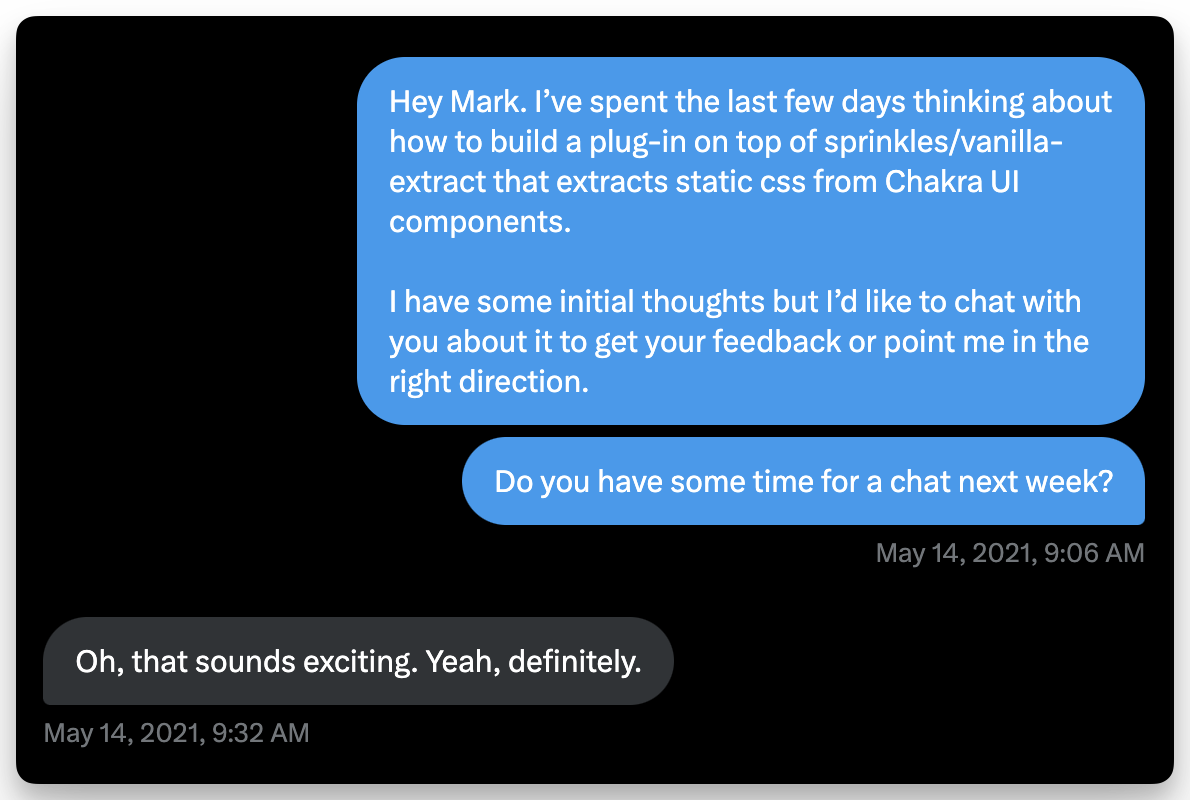 Hey Mark. I’ve spent the last few days thinking about
how to build a plug-in on top of sprinkles/vanilla-
extract that extracts static css from Chakra UI
components.
I have some initial thoughts but I’d like to chat with
you about it to get your feedback or point me in the
right direction.
Do you have some time for a chat next week?
May 14, 2021, 9:06 AM
Oh, that sounds exciting. Yeah, definitely.
May 14, 2021, 9:32 AM